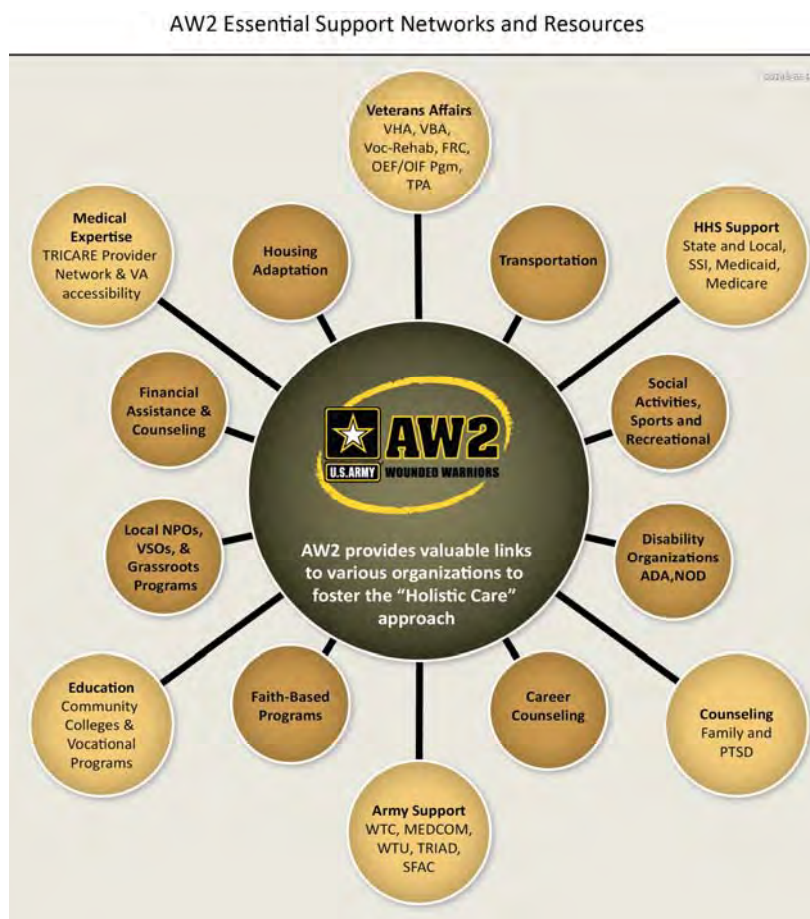 AW2 Essential Support Networks and Resources
Veterans Affairs
VHA, VBA,
Voc-Rehab, FRC,
OEF/OIF Pgm,
TPA
Medical
Expertise
TRICARE Provider
Network & VA
accessibility
Housing
Adaptation
Transportation
HHS Support
State and Local,
SSI, Medicaid,
Medicare
Financial
Assistance &
Counseling
Social
Activities,
Sports and
Recreational
AW2
U.S.ARMY
WOUNDED WARRIORS
AW2 provides valuable links
to various organizations to
foster the “Holistic Care”
approach
Local NPOs,
VSOs, &
Grassroots
Programs
Disability
Organizations
ADA,NOD
Education
Community
Colleges &
Vocational
Programs
Faith-Based
Programs
Career
Counseling
Counseling
Family and
PTSD
Army Support
WTC, MEDCOM,
WTU, TRIAD,
SFAC